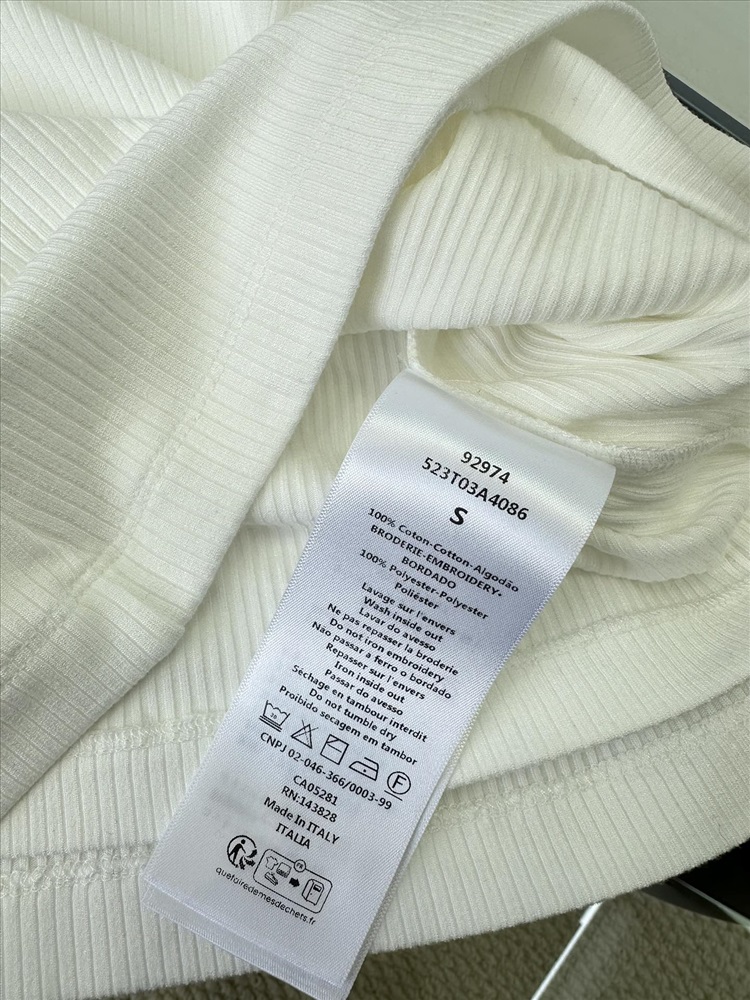 92974
523T03A4086
S
100% Coton-Cotton-Algodão
BRODERIE-EMBROIDERY•
BORDADO
100% Polyester-Polyester
Poliéster
Lavage sur l'envers
Wash inside out
Lavar do avesso
Ne pas repasser la broderie
Do not iron embroidery
Não passar a ferro o bordado
Repasser sur l'envers
Iron inside out
Passar do avesso
Séchage en tambour interdit
Do not tumble dry
Proibido secagem em tambor
30
F
CNPJ 02-046-366/0003-99
CA05281
RN:143828
Made In ITALY
ITALIA
FR
quefairedemesdechets.fr